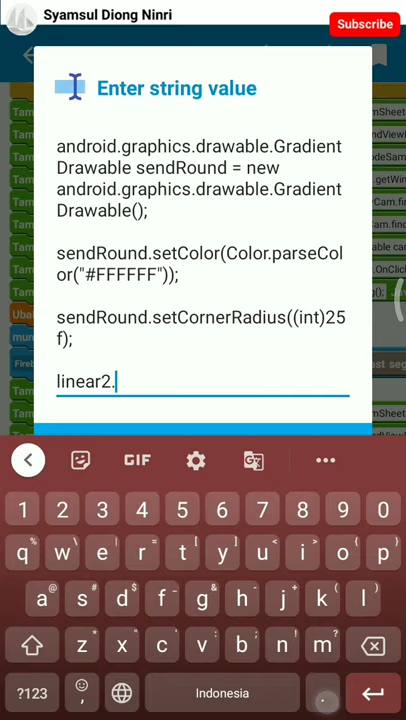 Syamsul Diong Ninri
Subscribe
Enter string value
android.graphics.drawable.Gradient
Drawable sendRound = new
android.graphics.drawable.Gradient
Drawable();
sendRound.setColor(Color.parseCol
or("#FFFFFF"));
sendRound.setCornerRadius((int)25
f);
linear2.
GIF
1 2 3 4 5 6 7 8 9 0
q w e r t y u i o p
a s d f g h j k l
z x c v b n m
?123 , Indonesia .